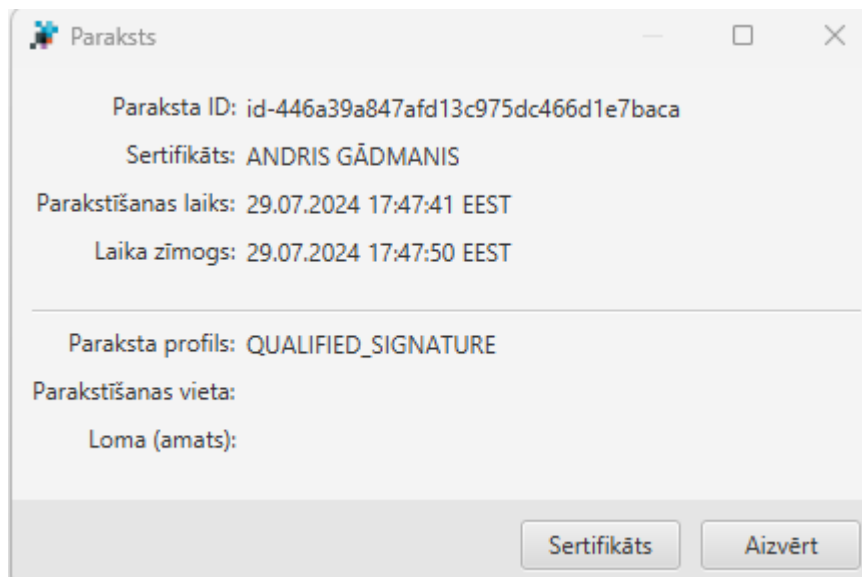 Paraksts
Paraksta ID: id-446a39a847afd13c975dc466d1e7baca
Sertifikāts: ANDRIS GĀDMANIS
Parakstīšanas laiks: 29.07.2024 17:47:41 EEST
Laika zīmogs: 29.07.2024 17:47:50 EEST
Paraksta profils: QUALIFIED_SIGNATURE
Parakstīšanas vieta:
Loma (amats):
Sertifikāts Aizvērt